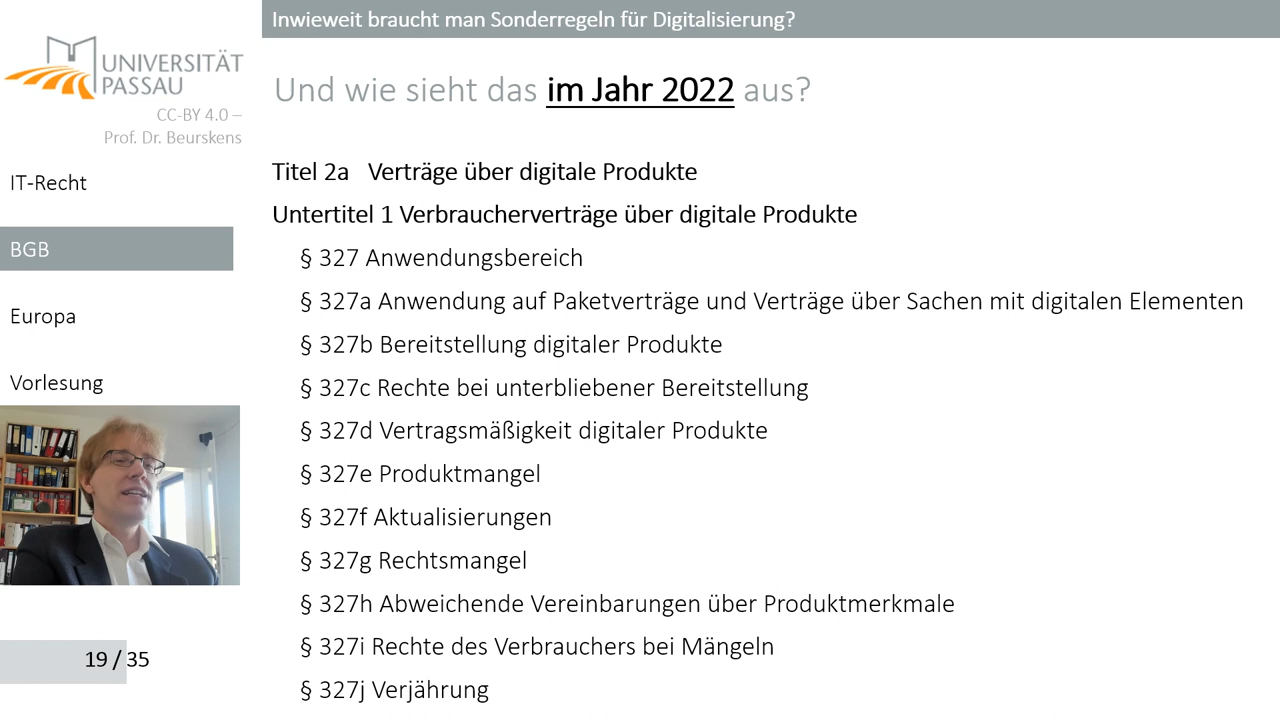 Inwieweit braucht man Sonderregeln für Digitalisierung?
UNIVERSITÄT
PASSAU
CC-BY 4.0 –
Prof. Dr. Beurskens
IT-Recht
BGB
Europa
Vorlesung
19 / 35
Und wie sieht das im Jahr 2022 aus?
Titel 2a Verträge über digitale Produkte
Untertitel 1 Verbraucherverträge über digitale Produkte
§ 327 Anwendungsbereich
§ 327a Anwendung auf Paketverträge und Verträge über Sachen mit digitalen Elementen
§ 327b Bereitstellung digitaler Produkte
§ 327c Rechte bei unterbliebener Bereitstellung
§ 327d Vertragsmäßigkeit digitaler Produkte
§ 327e Produktmangel
§ 327f Aktualisierungen
§ 327g Rechtsmangel
§ 327h Abweichende Vereinbarungen über Produktmerkmale
§ 327i Rechte des Verbrauchers bei Mängeln
§ 327j Verjährung